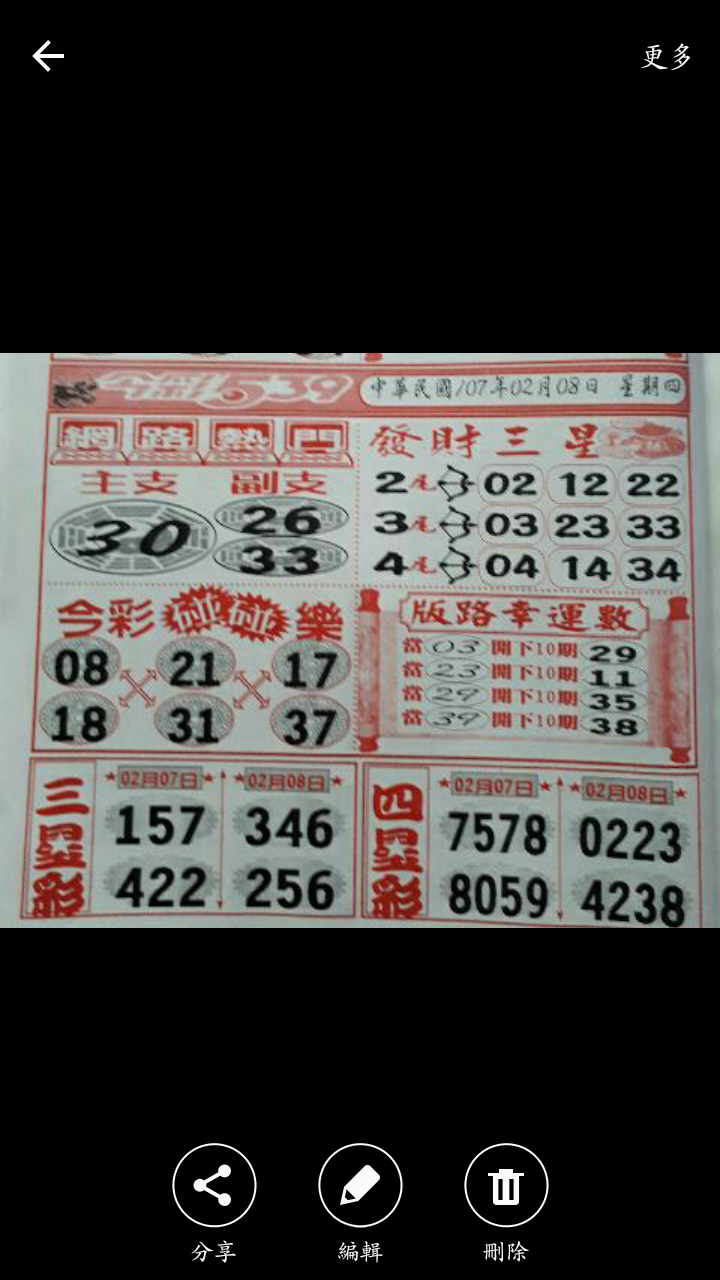 更多
今彩539
中華民國107年02月08日 星期四
網路熱門
主支 副支
30
26
33
發財三星
2尾 02 12 22
3尾 03 23 33
4尾 04 14 34
今彩碰碰樂
08 21 17
18 31 37
版路幸運數
當03開下10期29
當23開下10期11
當29開下10期35
當39開下10期38
三星彩
02月07日 02月08日
157 346
422 256
四星彩
02月07日 02月08日
7578 0223
8059 4238
分享 編輯 刪除